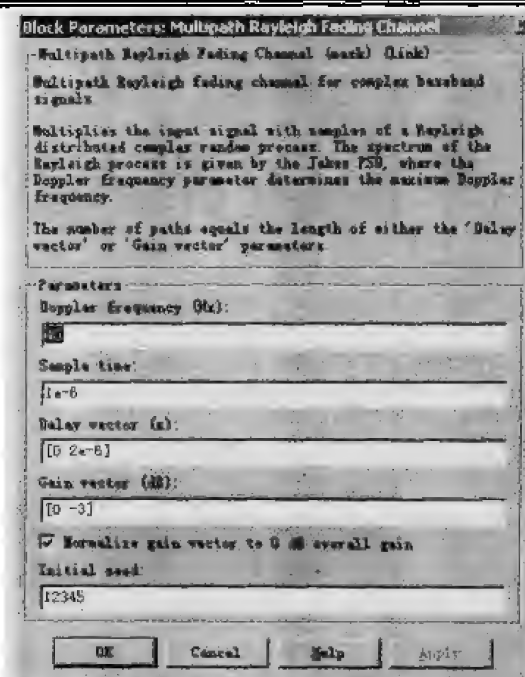 Block Parameters: Multipath Rayleigh Fading Channel
Multipath Rayleigh Fading Channel (mask) (link)
Multipath Rayleigh fading channel for complex baseband
signals.
Multiplies the input signal with samples of a Rayleigh
distributed complex random process. The spectrum of the
Rayleigh process is given by the Jakes PSD, where the
Doppler frequency parameter determines the maximum Doppler
frequency.
The number of paths equals the length of either the 'Delay
vector' or 'Gain vector' parameters.
Parameters
Doppler frequency (Hz):
Sample time:
1e-6
Delay vector (s):
[0 2e-6]
Gain vector (dB):
[0 -3]
Normalize gain vector to 0 dB overall gain
Initial seed:
12345
OK Cancel Help Apply